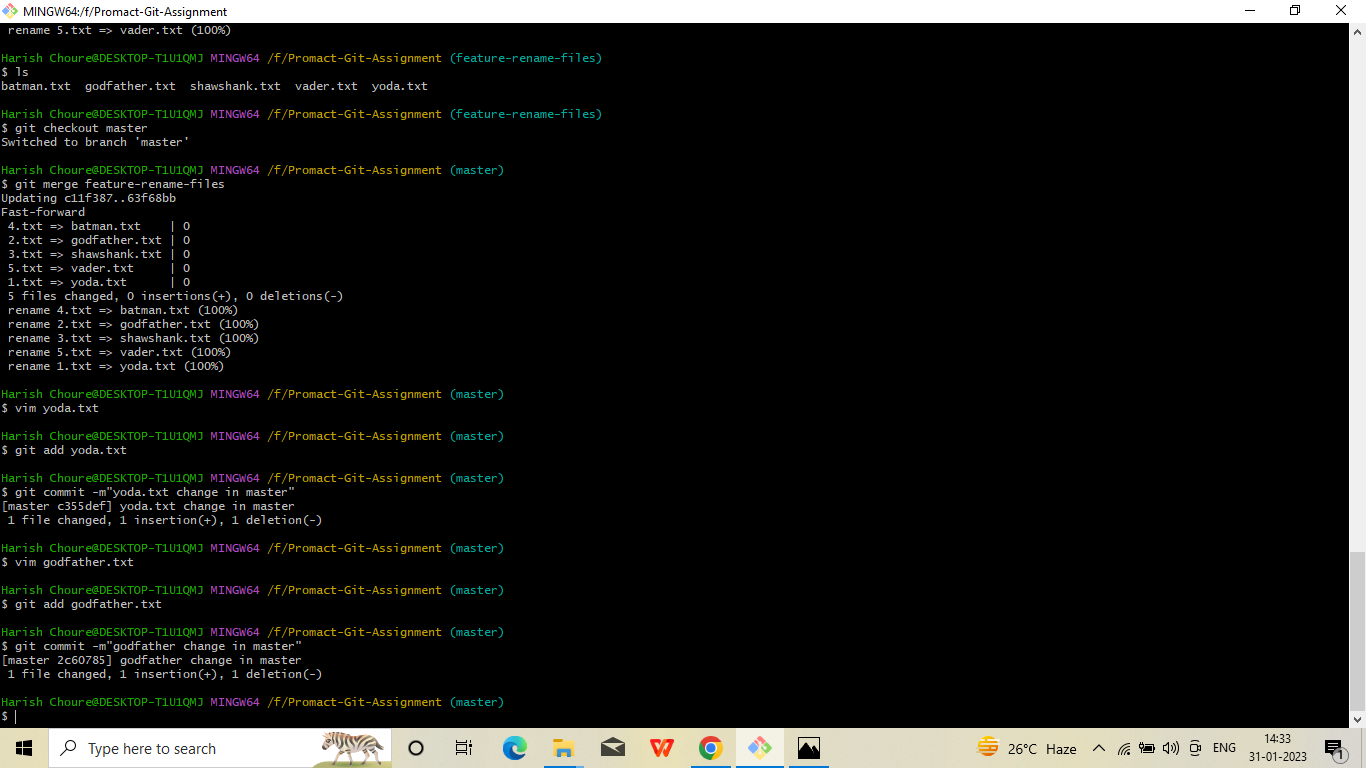 MINGW64:/f/Promact-Git-Assignment
 rename 5.txt => vader.txt (100%)
Harish Choure@DESKTOP-T1U1QMJ MINGW64 /f/Promact-Git-Assignment (feature-rename-files)
$ ls
batman.txt  godfather.txt  shawshank.txt  vader.txt  yoda.txt
Harish Choure@DESKTOP-T1U1QMJ MINGW64 /f/Promact-Git-Assignment (feature-rename-files)
$ git checkout master
Switched to branch 'master'
Harish Choure@DESKTOP-T1U1QMJ MINGW64 /f/Promact-Git-Assignment (master)
$ git merge feature-rename-files
Updating c11f387..63f68bb
Fast-forward
 4.txt => batman.txt    | 0
 2.txt => godfather.txt | 0
 3.txt => shawshank.txt | 0
 5.txt => vader.txt     | 0
 1.txt => yoda.txt      | 0
 5 files changed, 0 insertions(+), 0 deletions(-)
 rename 4.txt => batman.txt (100%)
 rename 2.txt => godfather.txt (100%)
 rename 3.txt => shawshank.txt (100%)
 rename 5.txt => vader.txt (100%)
 rename 1.txt => yoda.txt (100%)
Harish Choure@DESKTOP-T1U1QMJ MINGW64 /f/Promact-Git-Assignment (master)
$ vim yoda.txt
Harish Choure@DESKTOP-T1U1QMJ MINGW64 /f/Promact-Git-Assignment (master)
$ git add yoda.txt
Harish Choure@DESKTOP-T1U1QMJ MINGW64 /f/Promact-Git-Assignment (master)
$ git commit -m"yoda.txt change in master"
[master c355def] yoda.txt change in master
 1 file changed, 1 insertion(+), 1 deletion(-)
Harish Choure@DESKTOP-T1U1QMJ MINGW64 /f/Promact-Git-Assignment (master)
$ vim godfather.txt
Harish Choure@DESKTOP-T1U1QMJ MINGW64 /f/Promact-Git-Assignment (master)
$ git add godfather.txt
Harish Choure@DESKTOP-T1U1QMJ MINGW64 /f/Promact-Git-Assignment (master)
$ git commit -m"godfather change in master"
[master 2c60785] godfather change in master
 1 file changed, 1 insertion(+), 1 deletion(-)
Harish Choure@DESKTOP-T1U1QMJ MINGW64 /f/Promact-Git-Assignment (master)
$
Type here to search
26°C Haze
ENG
14:33
31-01-2023
1